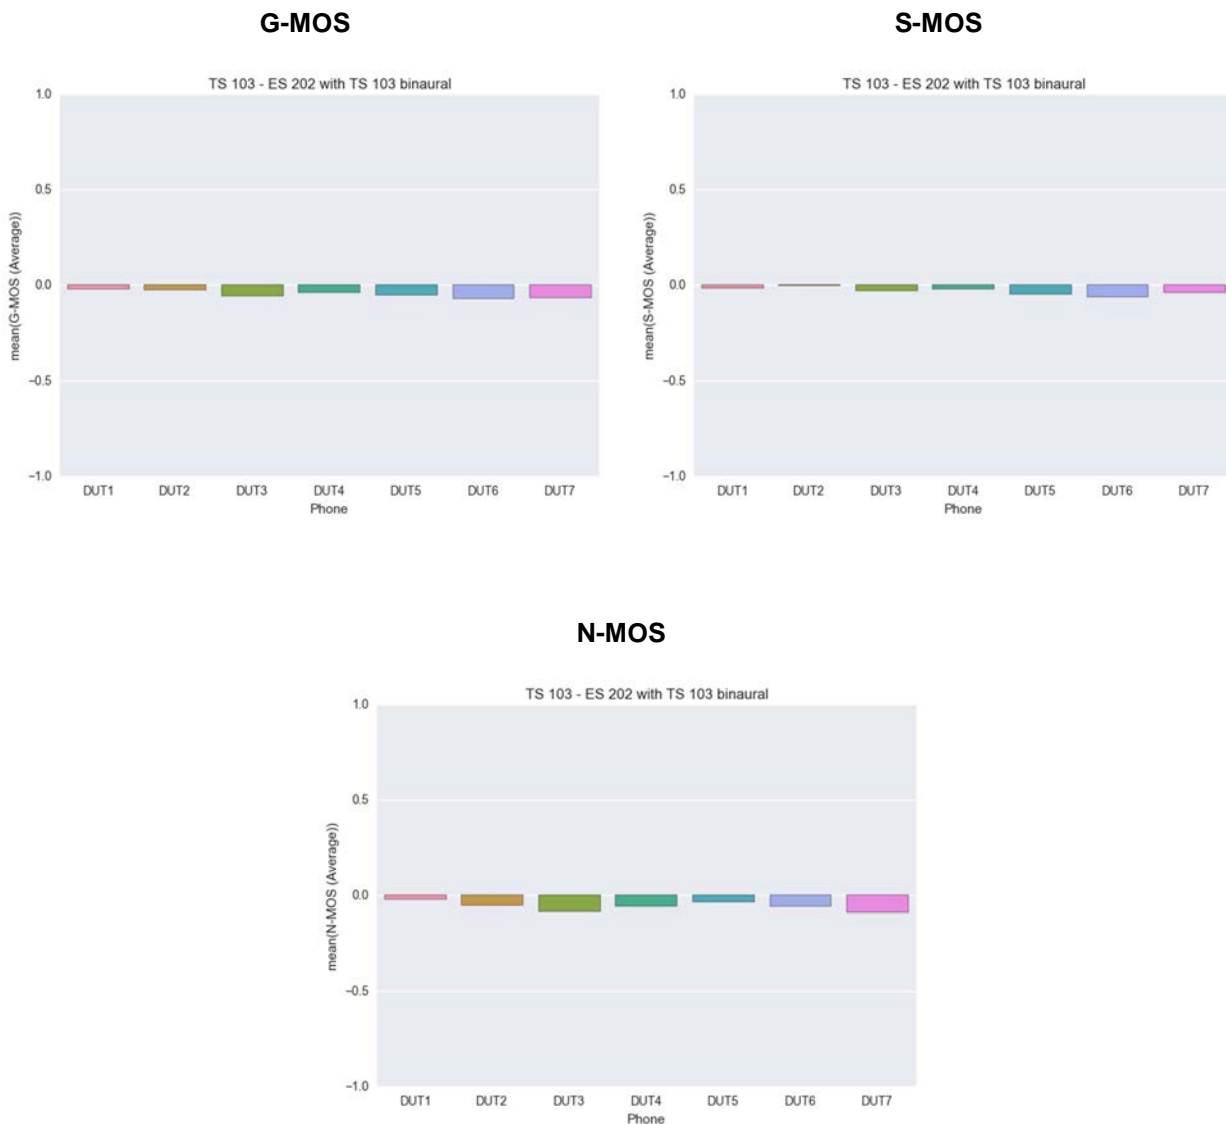 G-MOS
S-MOS
TS 103 - ES 202 with TS 103 binaural
1.0
0.5
0.0
−0.5
−1.0
mean(G-MOS (Average))
DUT1 DUT2 DUT3 DUT4 DUT5 DUT6 DUT7
Phone
TS 103 - ES 202 with TS 103 binaural
1.0
0.5
0.0
−0.5
−1.0
mean(S-MOS (Average))
DUT1 DUT2 DUT3 DUT4 DUT5 DUT6 DUT7
Phone
N-MOS
TS 103 - ES 202 with TS 103 binaural
1.0
0.5
0.0
−0.5
−1.0
mean(N-MOS (Average))
DUT1 DUT2 DUT3 DUT4 DUT5 DUT6 DUT7
Phone